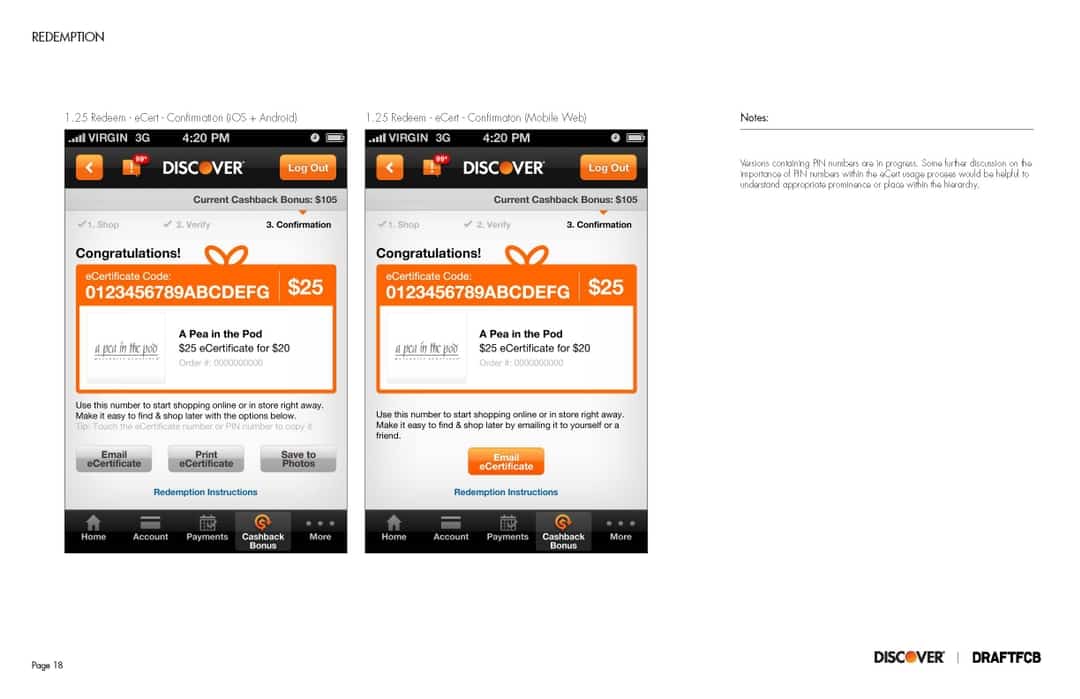 REDEMPTION
1.25 Redeem - eCert - Confirmation (iOS + Android)
VIRGIN 3G 4:20 PM
99+
DISCOVER
Log Out
Current Cashback Bonus: $105
1. Shop 2. Verify 3. Confirmation
Congratulations!
eCertificate Code:
0123456789ABCDEFG $25
a pea in the pod
A Pea in the Pod
$25 eCertificate for $20
Order #: 0000000000
Use this number to start shopping online or in store right away.
Make it easy to find & shop later with the options below.
Tip: Touch the eCertificate number or PIN number to copy it
Email
eCertificate
Print
eCertificate
Save to
Photos
Redemption Instructions
Home Account Payments Cashback
Bonus More
1.25 Redeem - eCert - Confirmaton (Mobile Web)
VIRGIN 3G 4:20 PM
99+
DISCOVER
Log Out
Current Cashback Bonus: $105
1. Shop 2. Verify 3. Confirmation
Congratulations!
eCertificate Code:
0123456789ABCDEFG $25
a pea in the pod
A Pea in the Pod
$25 eCertificate for $20
Order #: 0000000000
Use this number to start shopping online or in store right away.
Make it easy to find & shop later by emailing it to yourself or a
friend.
Email
eCertificate
Redemption Instructions
Home Account Payments Cashback
Bonus More
Notes:
Versions containing PIN numbers are in progress. Some further discussion on the
importance of PIN numbers within the eCert usage process would be helpful to
understand appropriate prominence or place within the hierarchy.
Page 18
DISCOVER | DRAFTFCB